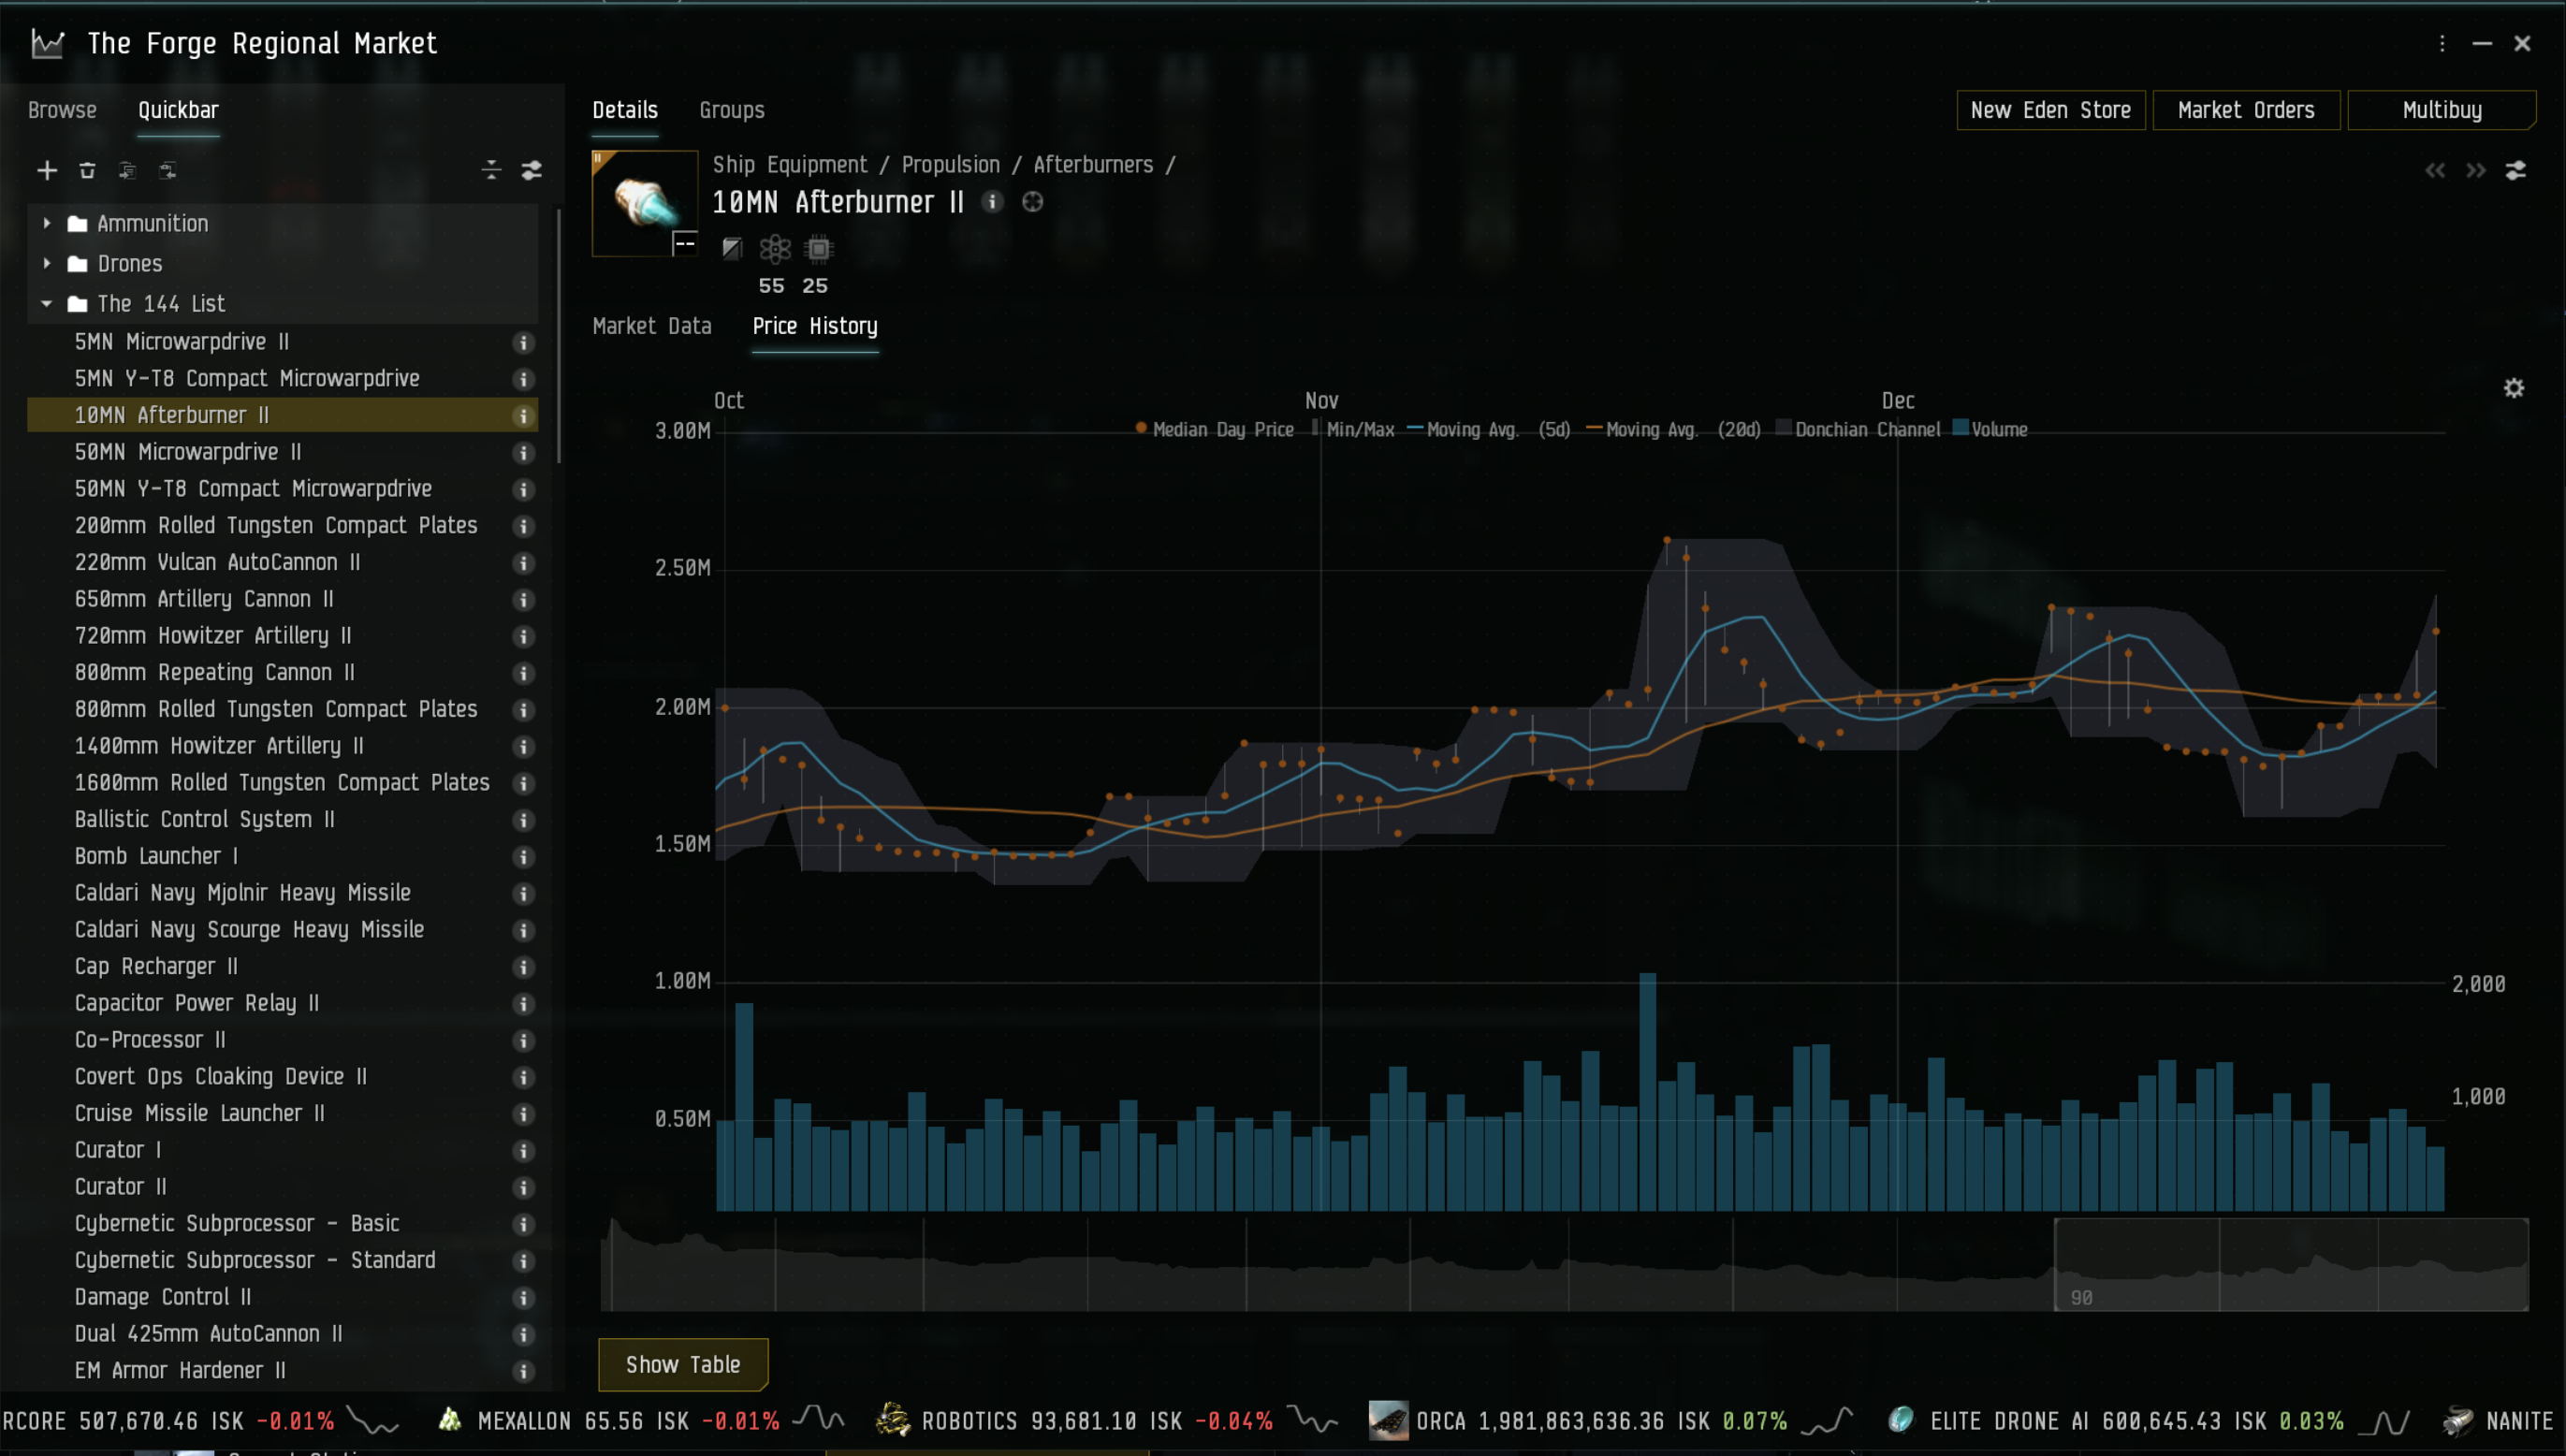 The Forge Regional Market
Browse Quickbar
Ammunition
Drones
The 144 List
5MN Microwarpdrive II
5MN Y-T8 Compact Microwarpdrive
10MN Afterburner II
50MN Microwarpdrive II
50MN Y-T8 Compact Microwarpdrive
200mm Rolled Tungsten Compact Plates
220mm Vulcan AutoCannon II
650mm Artillery Cannon II
720mm Howitzer Artillery II
800mm Repeating Cannon II
800mm Rolled Tungsten Compact Plates
1400mm Howitzer Artillery II
1600mm Rolled Tungsten Compact Plates
Ballistic Control System II
Bomb Launcher I
Caldari Navy Mjolnir Heavy Missile
Caldari Navy Scourge Heavy Missile
Cap Recharger II
Capacitor Power Relay II
Co-Processor II
Covert Ops Cloaking Device II
Cruise Missile Launcher II
Curator I
Curator II
Cybernetic Subprocessor - Basic
Cybernetic Subprocessor - Standard
Damage Control II
Dual 425mm AutoCannon II
EM Armor Hardener II
Details Groups
New Eden Store Market Orders Multibuy
Ship Equipment / Propulsion / Afterburners /
10MN Afterburner II
II
--
55 25
Market Data Price History
Oct Nov Dec
Median Day Price Min/Max Moving Avg. (5d) Moving Avg. (20d) Donchian Channel Volume
3.00M
2.50M
2.00M
1.50M
1.00M
0.50M
2,000
1,000
90
Show Table
RCORE 507,670.46 ISK -0.01% MEXALLON 65.56 ISK -0.01% ROBOTICS 93,681.10 ISK -0.04% ORCA 1,981,863,636.36 ISK 0.07% ELITE DRONE AI 600,645.43 ISK 0.03% NANITE